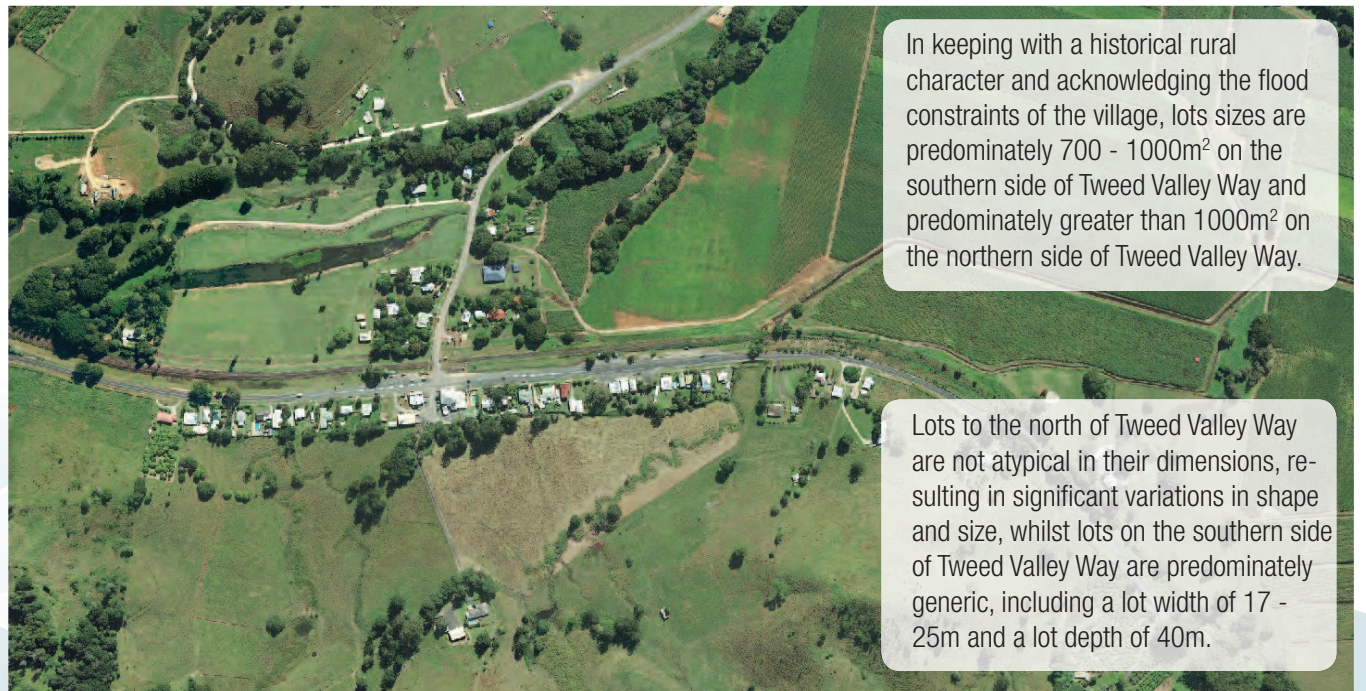 In keeping with a historical rural
character and acknowledging the flood
constraints of the village, lots sizes are
predominately 700 - 1000m² on the
southern side of Tweed Valley Way and
predominately greater than 1000m² on
the northern side of Tweed Valley Way.
Lots to the north of Tweed Valley Way
are not atypical in their dimensions, re-
sulting in significant variations in shape
and size, whilst lots on the southern side
of Tweed Valley Way are predominately
generic, including a lot width of 17 -
25m and a lot depth of 40m.